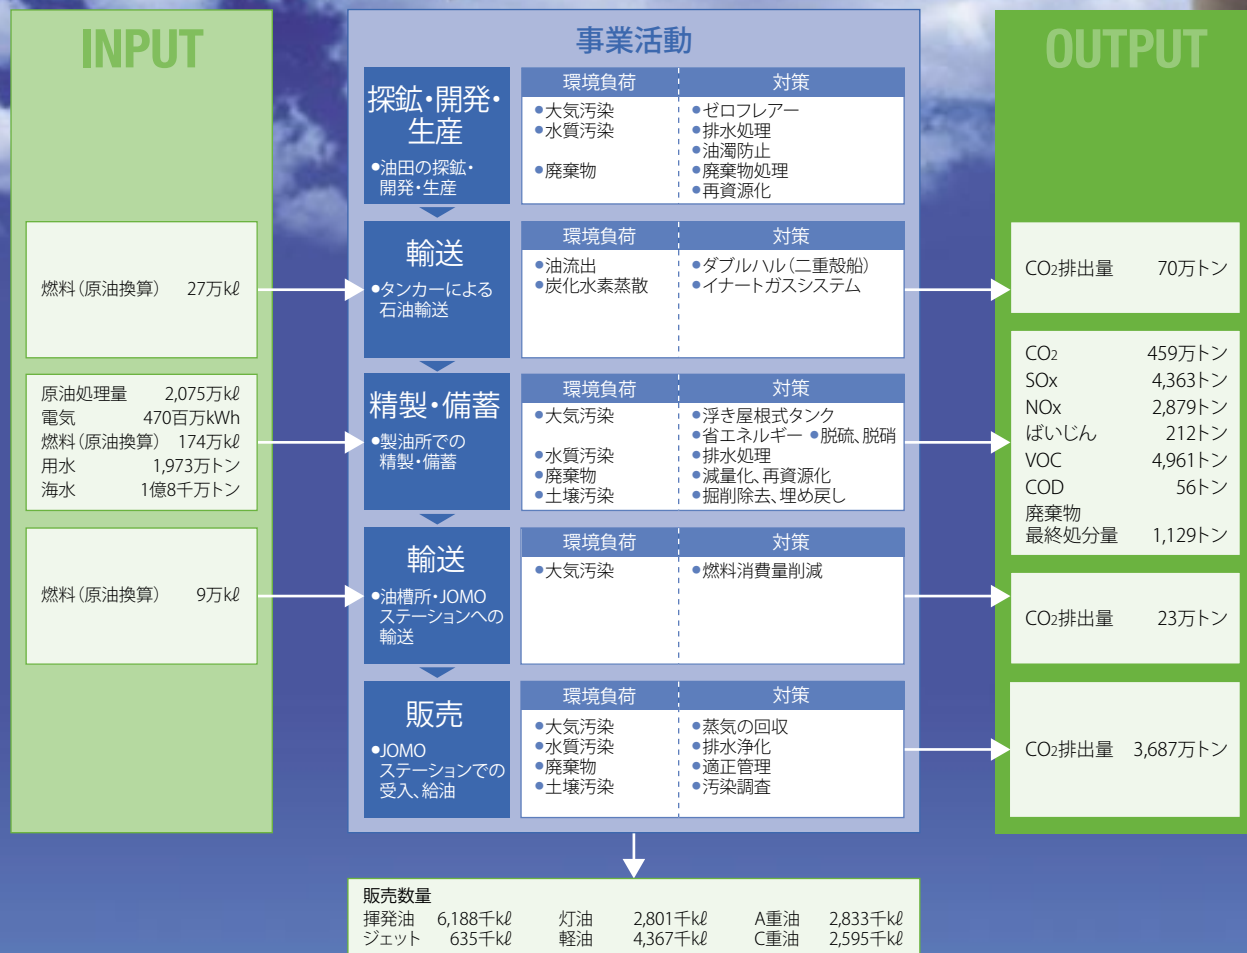 INPUT
燃料(原油換算) 27万kℓ
原油処理量 2,075万kℓ
電気 470百万kWh
燃料(原油換算) 174万kℓ
用水 1,973万トン
海水 1億8千万トン
燃料(原油換算) 9万kℓ
事業活動
探鉱・開発・
生産
●油田の探鉱・
開発・生産
環境負荷 対策
●大気汚染 ●ゼロフレアー
●水質汚染 ●排水処理
●油濁防止
●廃棄物 ●廃棄物処理
●再資源化
輸送
●タンカーによる
石油輸送
環境負荷 対策
●油流出 ●ダブルハル(二重殻船)
●炭化水素蒸散 ●イナートガスシステム
精製・備蓄
●製油所での
精製・備蓄
環境負荷 対策
●大気汚染 ●浮き屋根式タンク
●省エネルギー ●脱硫、脱硝
●水質汚染 ●排水処理
●廃棄物 ●減量化、再資源化
●土壌汚染 ●掘削除去、埋め戻し
輸送
●油槽所・JOMO
ステーションへの
輸送
環境負荷 対策
●大気汚染 ●燃料消費量削減
販売
●JOMO
ステーションでの
受入、給油
環境負荷 対策
●大気汚染 ●蒸気の回収
●水質汚染 ●排水浄化
●廃棄物 ●適正管理
●土壌汚染 ●汚染調査
OUTPUT
CO2排出量 70万トン
CO2 459万トン
SOx 4,363トン
NOx 2,879トン
ばいじん 212トン
VOC 4,961トン
COD 56トン
廃棄物
最終処分量 1,129トン
CO2排出量 23万トン
CO2排出量 3,687万トン
販売数量
揮発油 6,188千kℓ 灯油 2,801千kℓ A重油 2,833千kℓ
ジェット 635千kℓ 軽油 4,367千kℓ C重油 2,595千kℓ